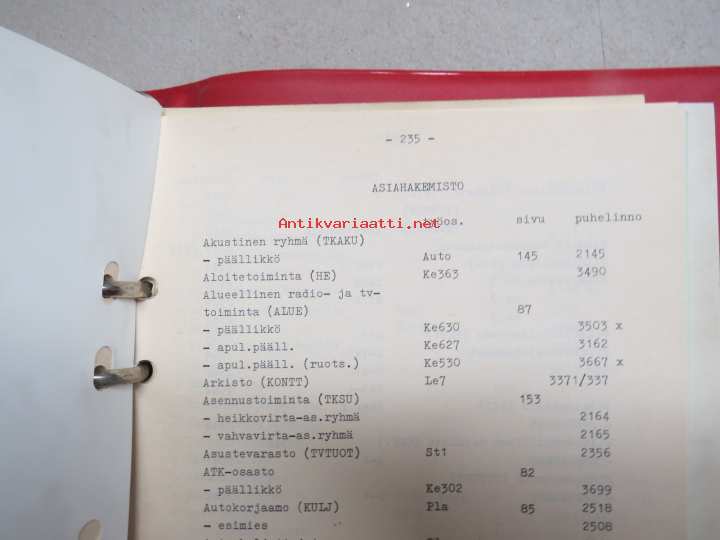 - 235 -
ASIAHAKEMISTO
Antikvariaatti.net
työos. sivu puhelinno
Akustinen ryhmä (TKAKU)
- päällikkö Auto 145 2145
Aloitetoiminta (HE) Ke363 3490
Alueellinen radio- ja tv-
toiminta (ALUE) 87
- päällikkö Ke630 3503 x
- apul.pääll. Ke627 3162
- apul.pääll. (ruots.) Ke530 3667 x
Arkisto (KONTT) Le7 3371/337
Asennustoiminta (TKSU) 153
- heikkovirta-as.ryhmä 2164
- vahvavirta-as.ryhmä 2165
Asustevarasto (TVTUOT) St1 2356
ATK-osasto 82
- päällikkö Ke302 3699
Autokorjaamo (KULJ) Pla 85 2518
- esimies 2508